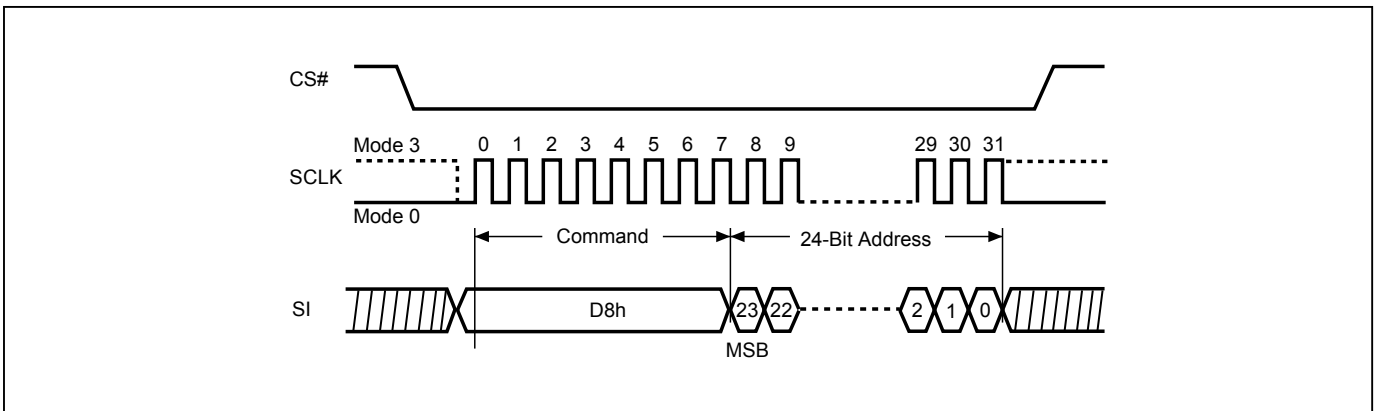 CS#
Mode 3
0 1 2 3 4 5 6 7 8 9 29 30 31
SCLK
Mode 0
Command 24-Bit Address
SI D8h 23 22 2 1 0
MSB